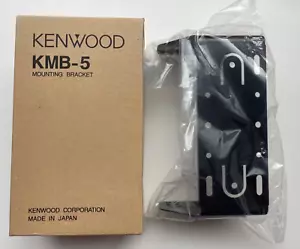 KENWOOD
KMB-5
MOUNTING BRACKET
KENWOOD CORPORATION
MADE IN JAPAN